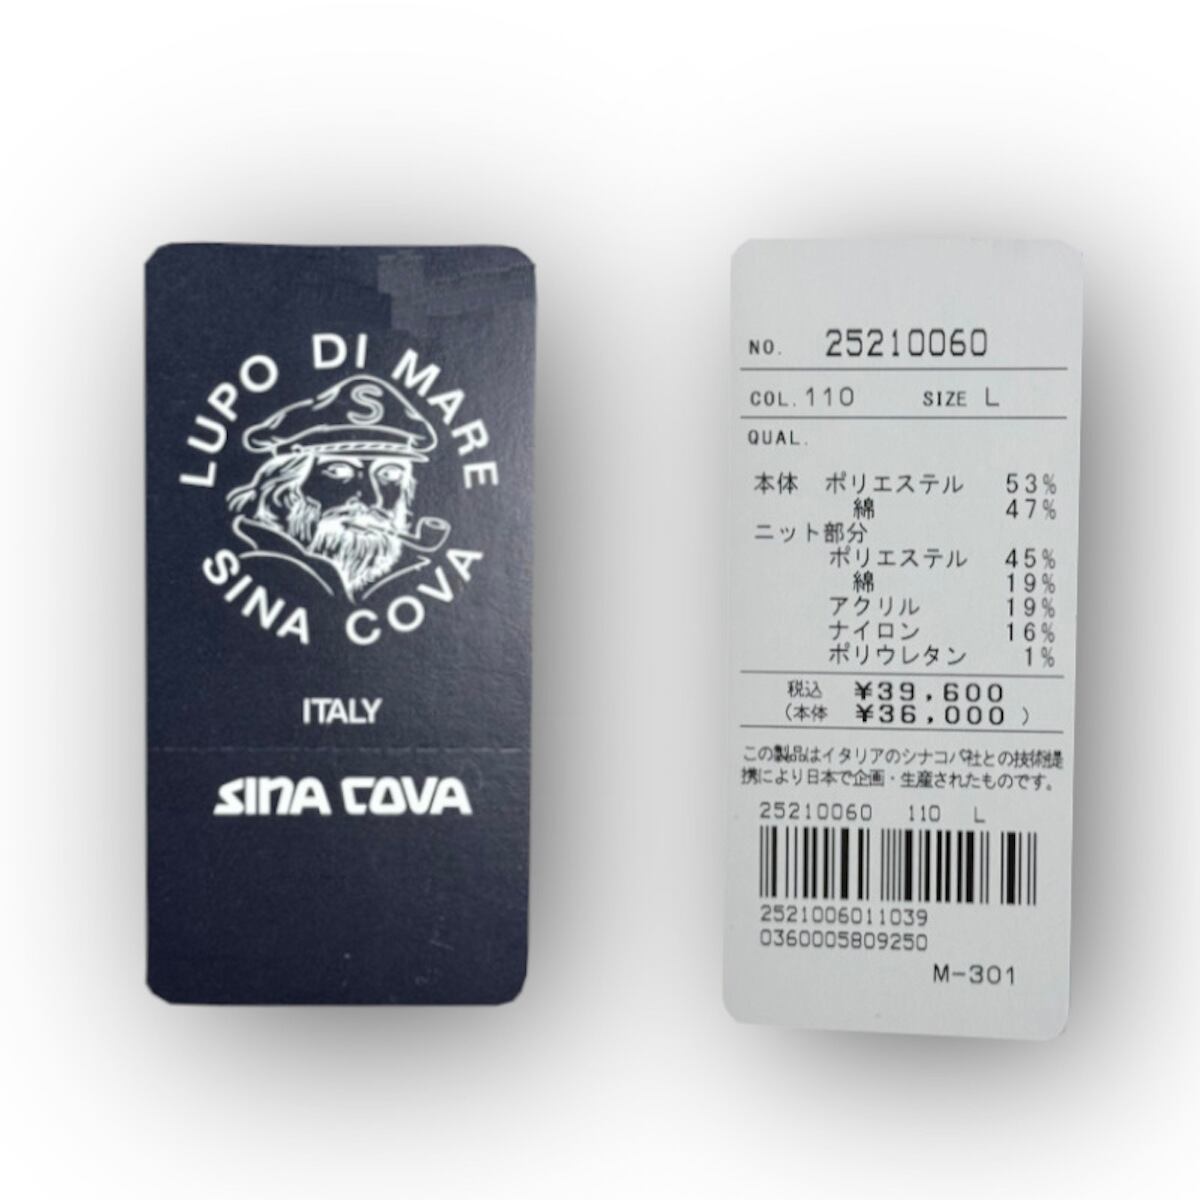 LUPO DI MARE
S
SINA COVA
ITALY
SINA COVA
NO. 25210060
COL. 110 SIZE L
QUAL.
本体 ポリエステル 53%
綿 47%
ニット部分
ポリエステル 45%
綿 19%
アクリル 19%
ナイロン 16%
ポリウレタン 1%
税込 ¥39,600
(本体 ¥36,000 )
この製品はイタリアのシナコバ社との技術提
携により日本で企画・生産されたものです。
25210060 110 L
2521006011039
0360005809250
M-301